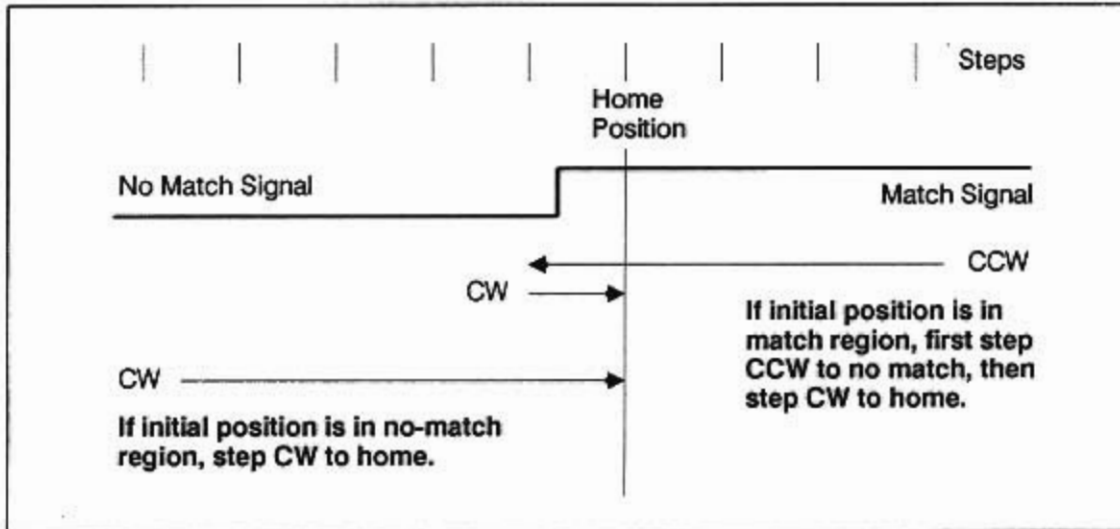 Steps
Home
Position
No Match Signal
Match Signal
CCW
CW
If initial position is in
match region, first step
CCW to no match, then
step CW to home.
CW
If initial position is in no-match
region, step CW to home.